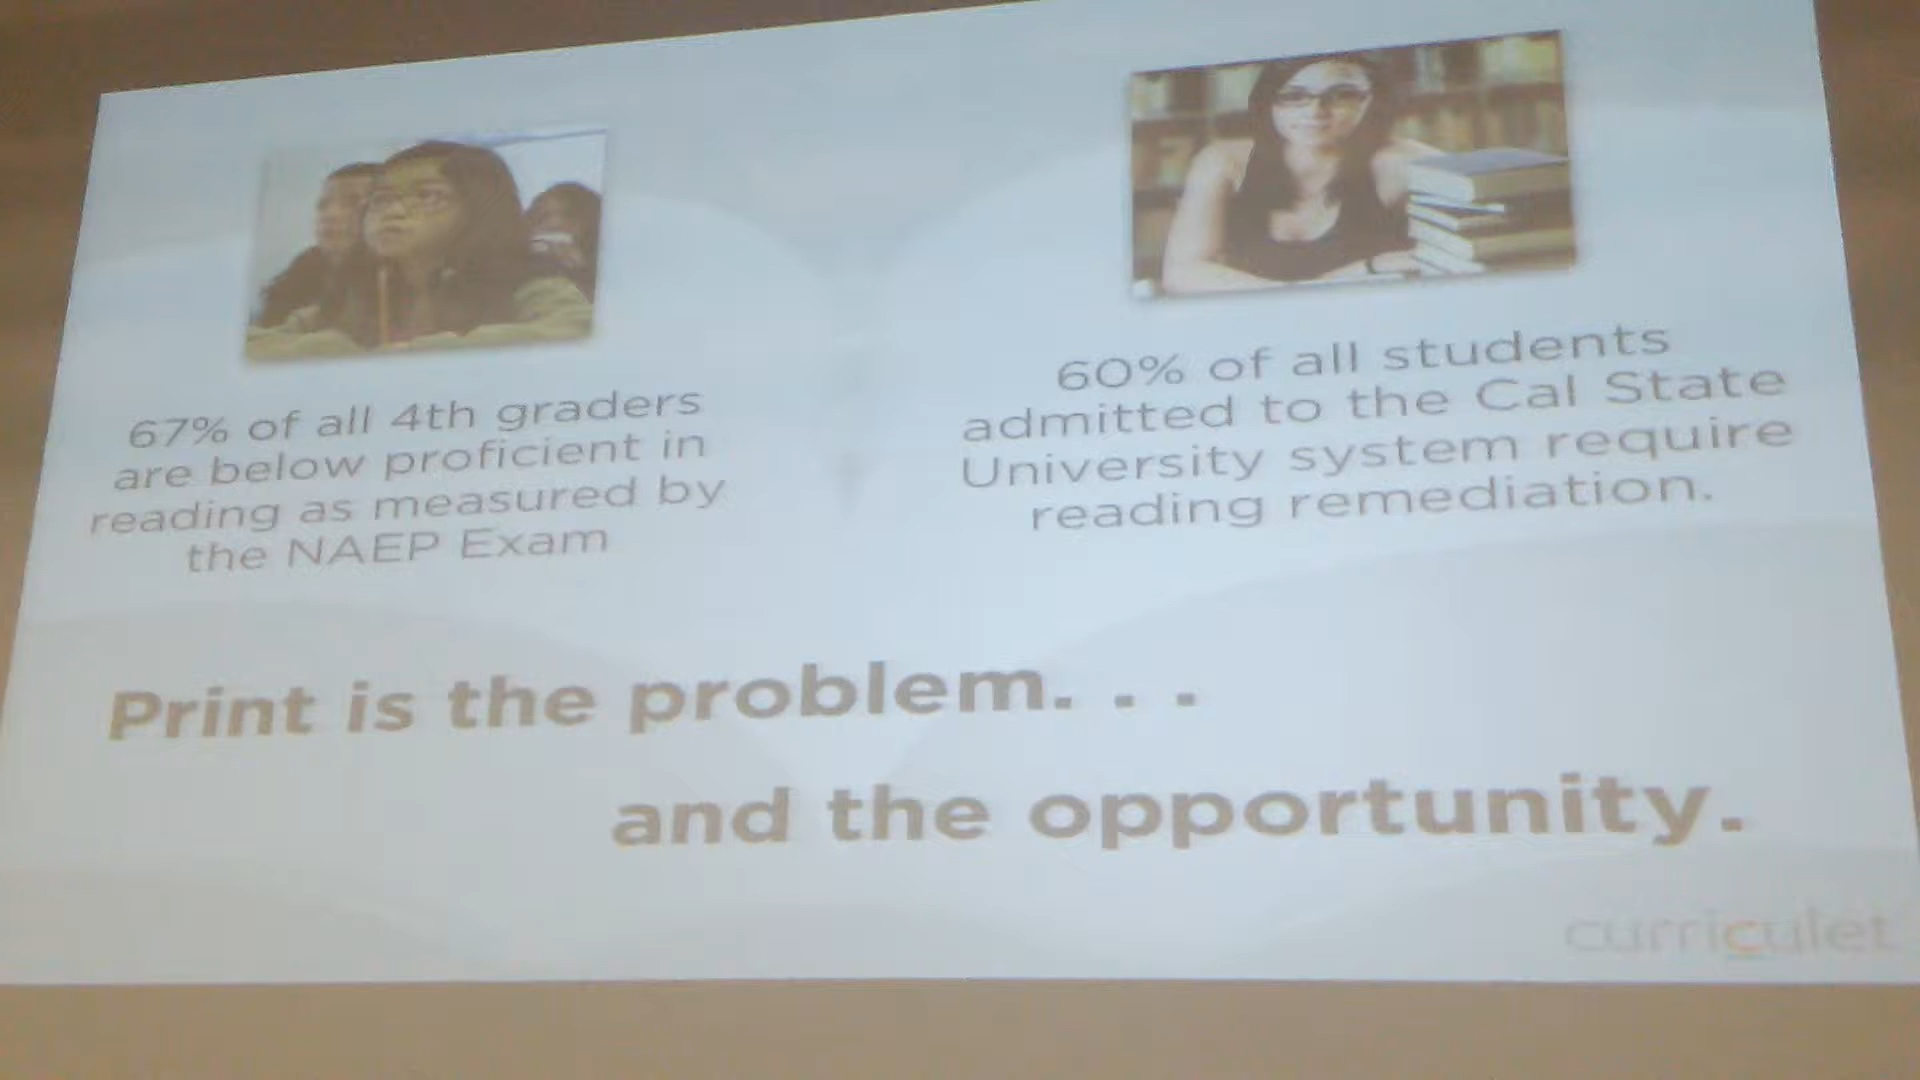 67% of all 4th graders
are below proficient in
reading as measured by
the NAEP Exam
60% of all students
admitted to the Cal State
University system require
reading remediation.
Print is the problem. . .
and the opportunity.
curriculet